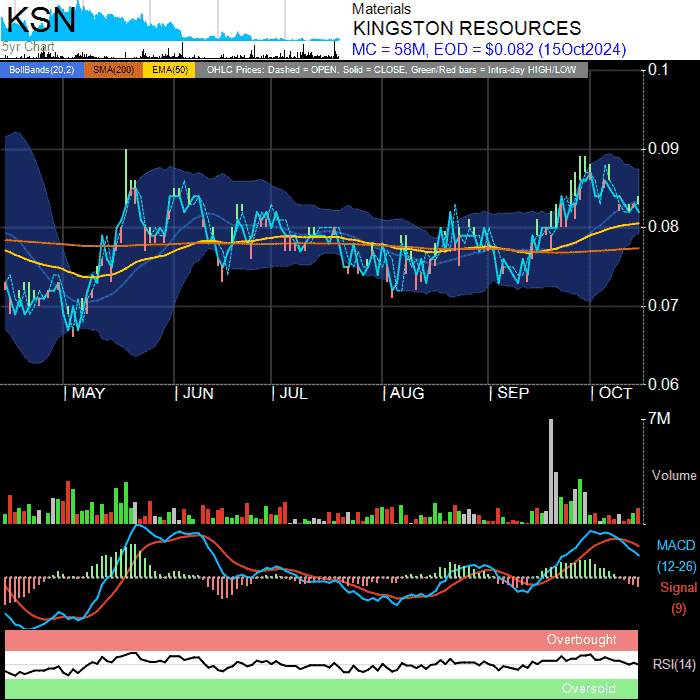 KSN
5yr Chart
Materials
KINGSTON RESOURCES
MC = 58M, EOD = $0.082 (15Oct2024)
BollBands(20,2) SMA(200) EMA(50) OHLC Prices: Dashed = OPEN, Solid = CLOSE, Green/Red bars = Intra-day HIGH/LOW
0.1
0.09
0.08
0.07
0.06
| MAY | JUN | JUL | AUG | SEP | OCT
7M
Volume
MACD
(12-26)
Signal
(9)
Overbought
RSI(14)
Oversold